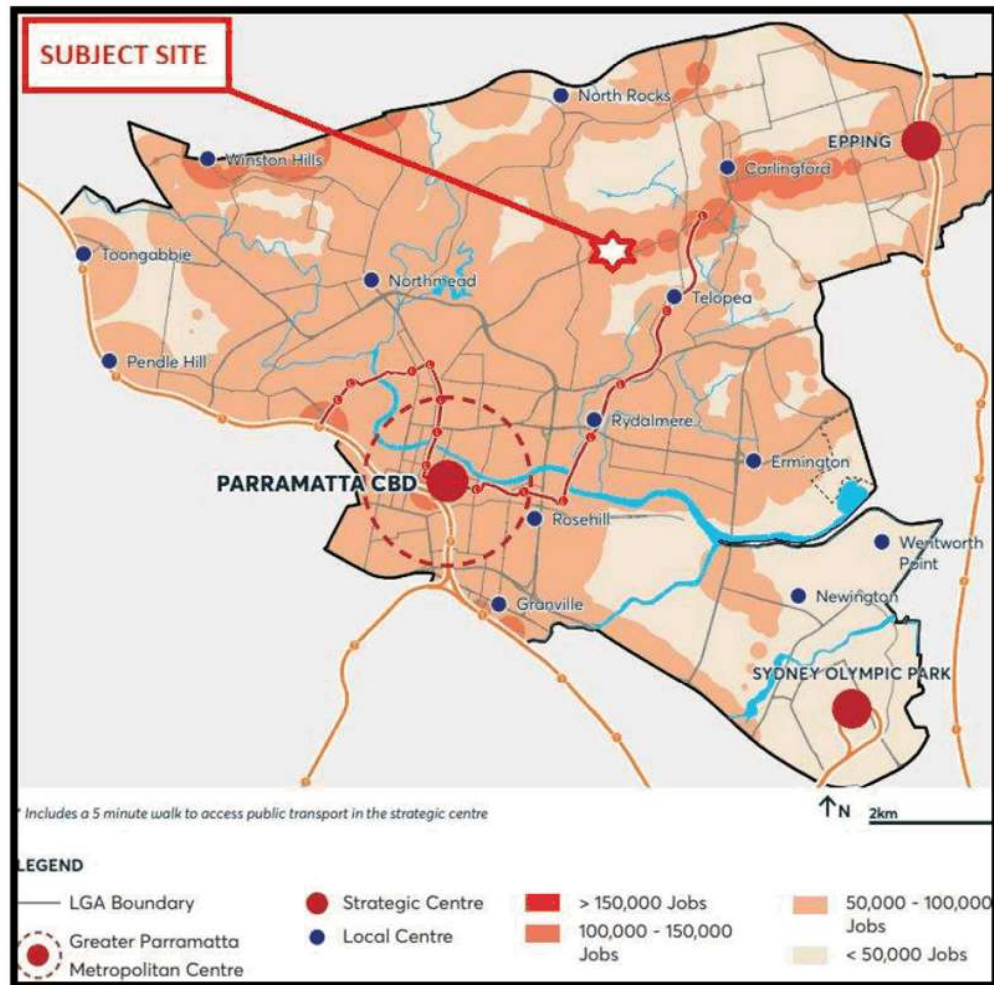 SUBJECT SITE
North Rocks
EPPING
Winston Hills
Carlingford
Toongabbie
Northmead
Telopea
Pendle Hill
Rydalmere
Ermington
PARRAMATTA CBD
Rosehill
Wentworth
Point
Newington
Granville
SYDNEY OLYMPIC PARK
* Includes a 5 minute walk to access public transport in the strategic centre
N
2km
LEGEND
LGA Boundary
Greater Parramatta
Metropolitan Centre
Strategic Centre
Local Centre
> 150,000 Jobs
100,000 - 150,000
Jobs
50,000 - 100,000
Jobs
< 50,000 Jobs